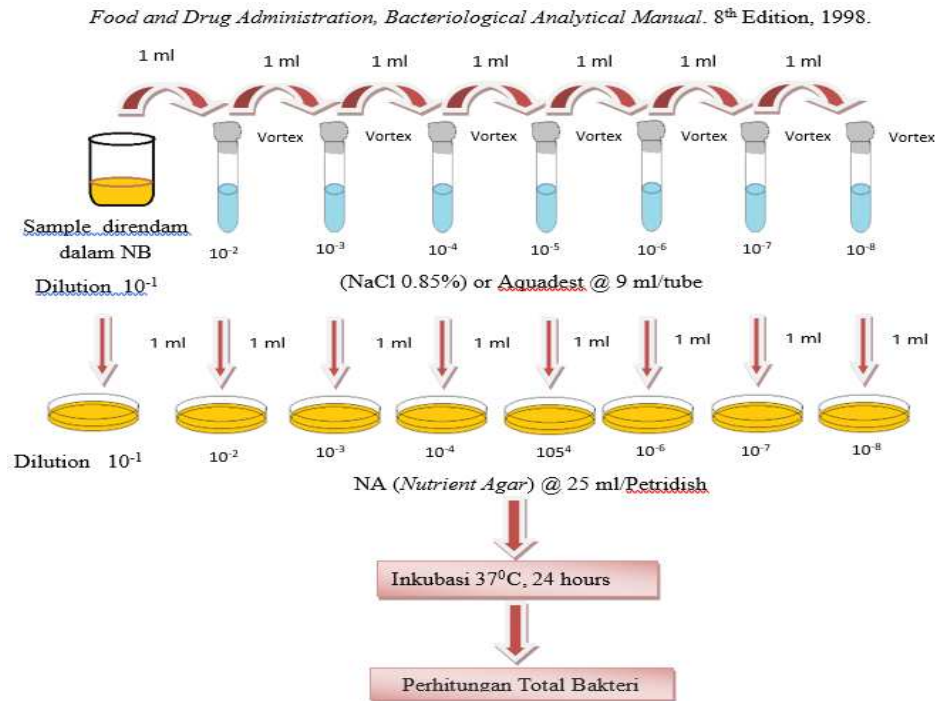 Food and Drug Administration, Bacteriological Analytical Manual. 8th Edition, 1998.
1 ml 1 ml 1 ml 1 ml 1 ml 1 ml 1 ml
Vortex Vortex Vortex Vortex Vortex Vortex Vortex
Sample direndam
dalam NB
10-2 10-3 10-4 10-5 10-6 10-7 10-8
Dilution 10-1
(NaCl 0.85%) or Aquadest @ 9 ml/tube
1 ml 1 ml 1 ml 1 ml 1 ml 1 ml 1 ml 1 ml
Dilution 10-1 10-2 10-3 10-4 1054 10-6 10-7 10-8
NA (Nutrient Agar) @ 25 ml/Petridish
Inkubasi 370C, 24 hours
Perhitungan Total Bakteri